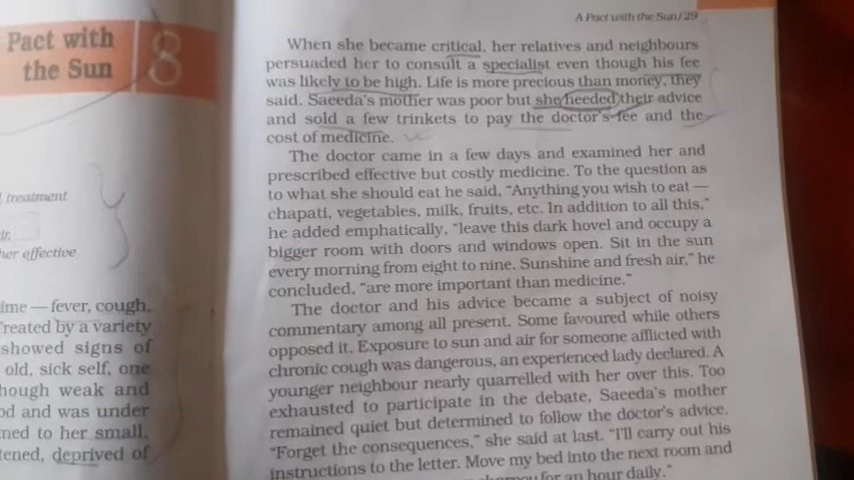 Pact with
the Sun
8
treatment
her effective
ime — fever, cough,
Treated by a variety
showed signs of
old, sick self, one
though weak and
od and was under
ned to her small,
tened, deprived of
A Pact with the Sun/29
When she became critical, her relatives and neighbours
persuaded her to consult a specialist even though his fee
was likely to be high. Life is more precious than money, they
said. Saeeda's mother was poor but she heeded their advice
and sold a few trinkets to pay the doctor's fee and the
cost of medicine.
The doctor came in a few days and examined her and
prescribed effective but costly medicine. To the question as
to what she should eat he said, “Anything you wish to eat —
chapati, vegetables, milk, fruits, etc. In addition to all this,”
he added emphatically, “leave this dark hovel and occupy a
bigger room with doors and windows open. Sit in the sun
every morning from eight to nine. Sunshine and fresh air,” he
concluded, “are more important than medicine.”
The doctor and his advice became a subject of noisy
commentary among all present. Some favoured while others
opposed it. Exposure to sun and air for someone afflicted with
chronic cough was dangerous, an experienced lady declared. A
younger neighbour nearly quarrelled with her over this. Too
exhausted to participate in the debate, Saeeda's mother
remained quiet but determined to follow the doctor's advice.
“Forget the consequences,” she said at last. “I'll carry out his
instructions to the letter. Move my bed into the next room and
for an hour daily.”